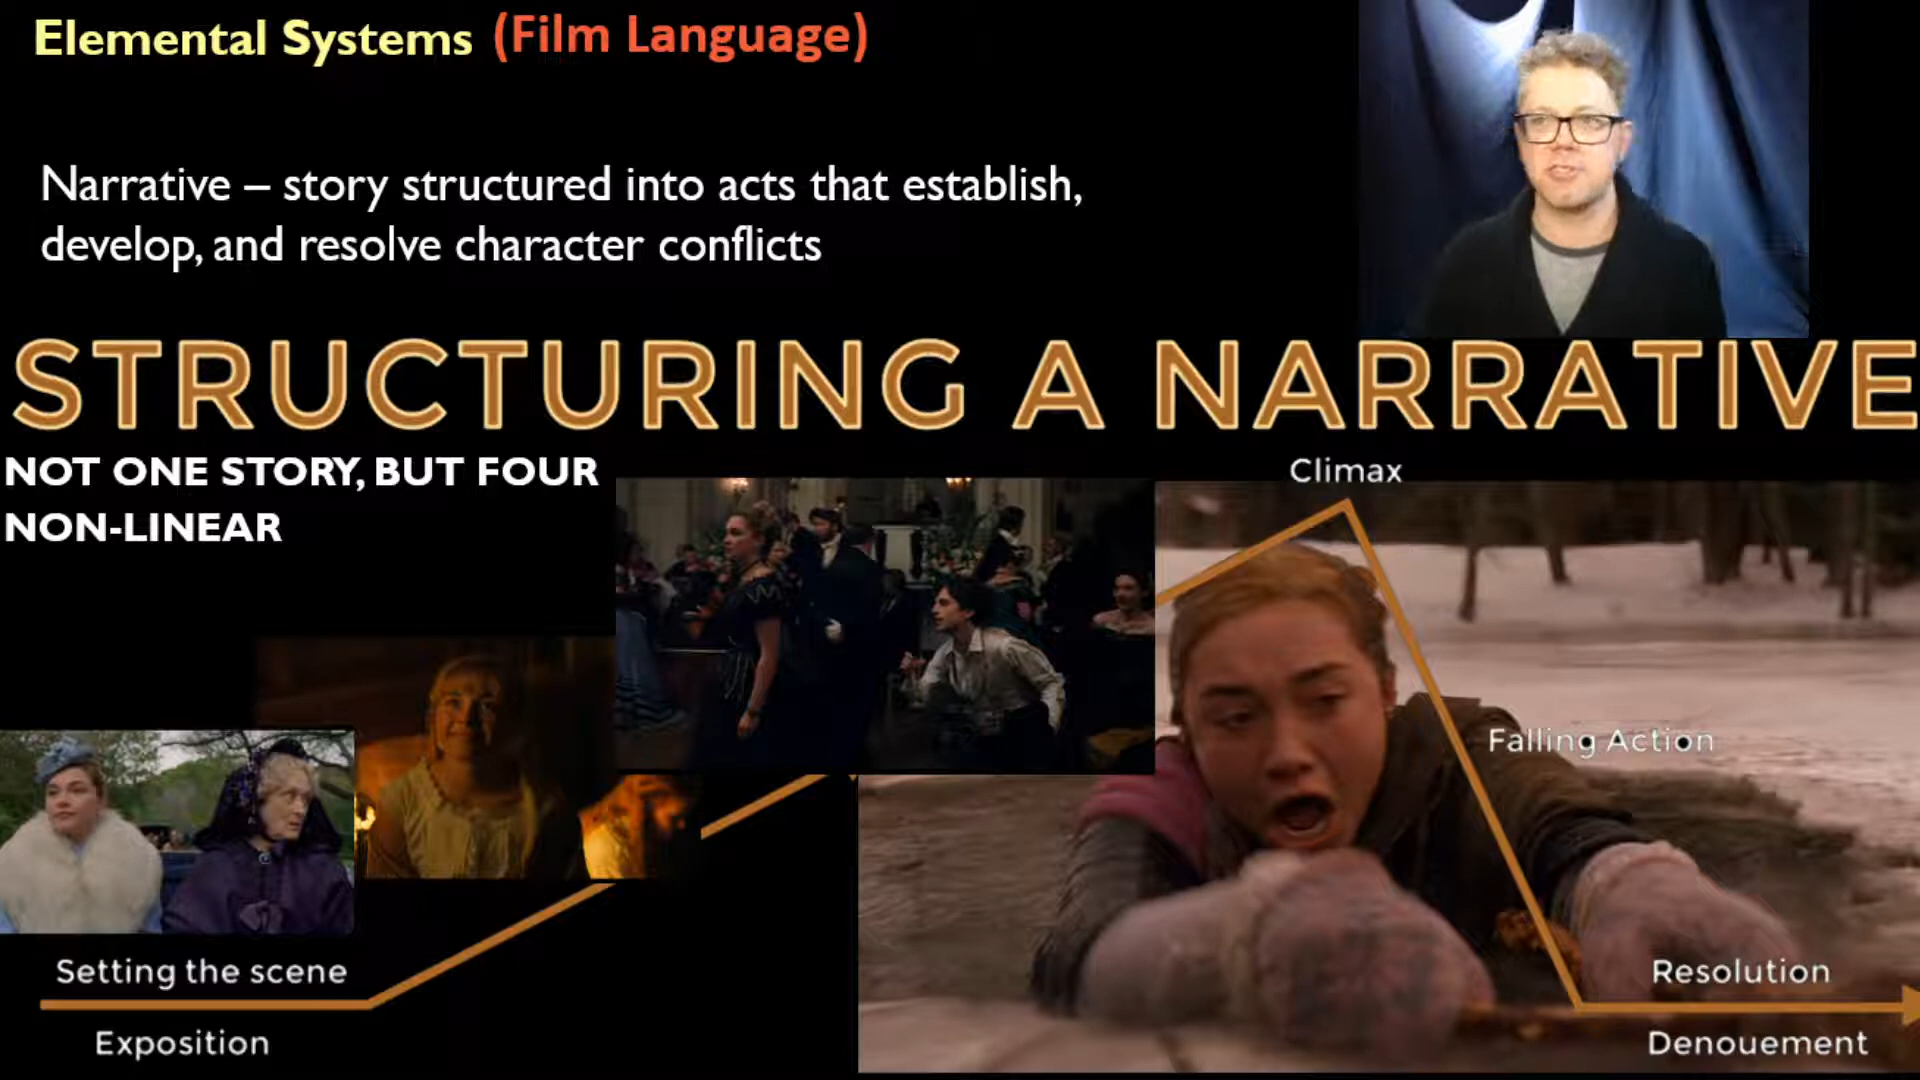 Elemental Systems (Film Language)
Narrative – story structured into acts that establish,
develop, and resolve character conflicts
STRUCTURING A NARRATIVE
NOT ONE STORY, BUT FOUR
NON-LINEAR
Climax
Falling Action
Setting the scene
Resolution
Exposition
Denouement